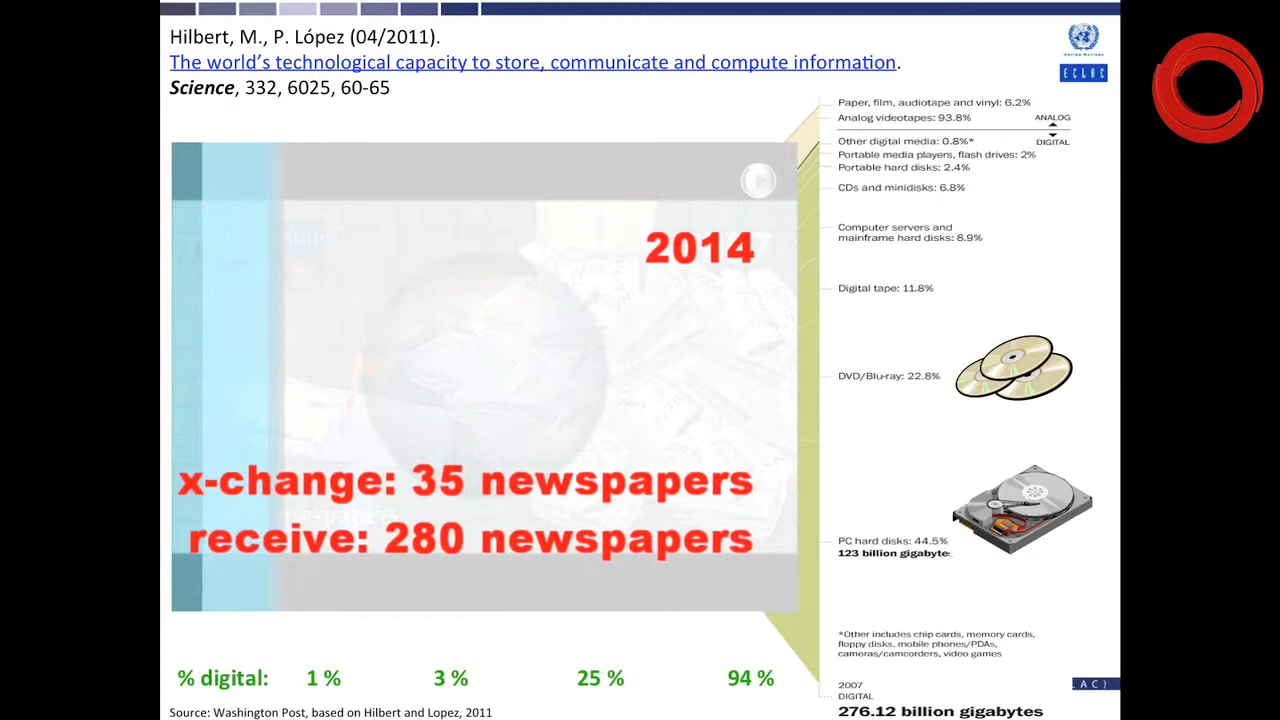 Hilbert, M., P. López (04/2011).
The world's technological capacity to store, communicate and compute information.
Science, 332, 6025, 60-65
United Nations
ECLAC
Paper, film, audiotape and vinyl: 6.2%
Analog videotapes: 93.8%
ANALOG
Other digital media: 0.8%*
DIGITAL
Portable media players, flash drives: 2%
Portable hard disks: 2.4%
CDs and minidisks: 6.8%
Computer servers and
mainframe hard disks: 8.9%
Digital tape: 11.8%
DVD/Blu-ray: 22.8%
PC hard disks: 44.5%
123 billion gigabyte
*Other includes chip cards, memory cards,
floppy disks, mobile phones/PDAs,
cameras/camcorders, video games
2007
DIGITAL
276.12 billion gigabytes
LAC)
2014
x-change: 35 newspapers
receive: 280 newspapers
% digital: 1 % 3 % 25 % 94 %
Source: Washington Post, based on Hilbert and Lopez, 2011